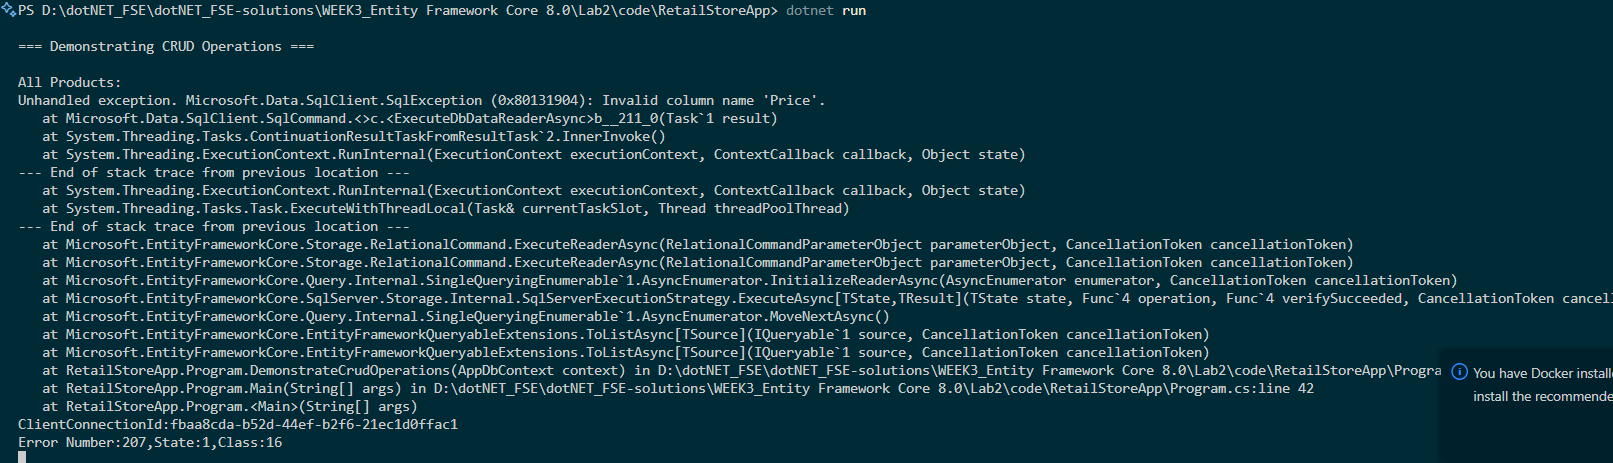 PS D:\dotNET_FSE\dotNET_FSE-solutions\WEEK3_Entity Framework Core 8.0\Lab2\code\RetailStoreApp> dotnet run
=== Demonstrating CRUD Operations ===
All Products:
Unhandled exception. Microsoft.Data.SqlClient.SqlException (0x80131904): Invalid column name 'Price'.
   at Microsoft.Data.SqlClient.SqlCommand.<>c.<ExecuteDbDataReaderAsync>b__211_0(Task`1 result)
   at System.Threading.Tasks.ContinuationResultTaskFromResultTask`2.InnerInvoke()
   at System.Threading.ExecutionContext.RunInternal(ExecutionContext executionContext, ContextCallback callback, Object state)
--- End of stack trace from previous location ---
   at System.Threading.ExecutionContext.RunInternal(ExecutionContext executionContext, ContextCallback callback, Object state)
   at System.Threading.Tasks.Task.ExecuteWithThreadLocal(Task& currentTaskSlot, Thread threadPoolThread)
--- End of stack trace from previous location ---
   at Microsoft.EntityFrameworkCore.Storage.RelationalCommand.ExecuteReaderAsync(RelationalCommandParameterObject parameterObject, CancellationToken cancellationToken)
   at Microsoft.EntityFrameworkCore.Storage.RelationalCommand.ExecuteReaderAsync(RelationalCommandParameterObject parameterObject, CancellationToken cancellationToken)
   at Microsoft.EntityFrameworkCore.Query.Internal.SingleQueryingEnumerable`1.AsyncEnumerator.InitializeReaderAsync(AsyncEnumerator enumerator, CancellationToken cancellationToken)
   at Microsoft.EntityFrameworkCore.SqlServer.Storage.Internal.SqlServerExecutionStrategy.ExecuteAsync[TState,TResult](TState state, Func`4 operation, Func`4 verifySucceeded, CancellationToken cancell
   at Microsoft.EntityFrameworkCore.Query.Internal.SingleQueryingEnumerable`1.AsyncEnumerator.MoveNextAsync()
   at Microsoft.EntityFrameworkCore.EntityFrameworkQueryableExtensions.ToListAsync[TSource](IQueryable`1 source, CancellationToken cancellationToken)
   at Microsoft.EntityFrameworkCore.EntityFrameworkQueryableExtensions.ToListAsync[TSource](IQueryable`1 source, CancellationToken cancellationToken)
   at RetailStoreApp.Program.DemonstrateCrudOperations(AppDbContext context) in D:\dotNET_FSE\dotNET_FSE-solutions\WEEK3_Entity Framework Core 8.0\Lab2\code\RetailStoreApp\Progra
   at RetailStoreApp.Program.Main(String[] args) in D:\dotNET_FSE\dotNET_FSE-solutions\WEEK3_Entity Framework Core 8.0\Lab2\code\RetailStoreApp\Program.cs:line 42
   at RetailStoreApp.Program.<Main>(String[] args)
ClientConnectionId:fbaa8cda-b52d-44ef-b2f6-21ec1d0ffac1
Error Number:207,State:1,Class:16
You have Docker installe
install the recommende